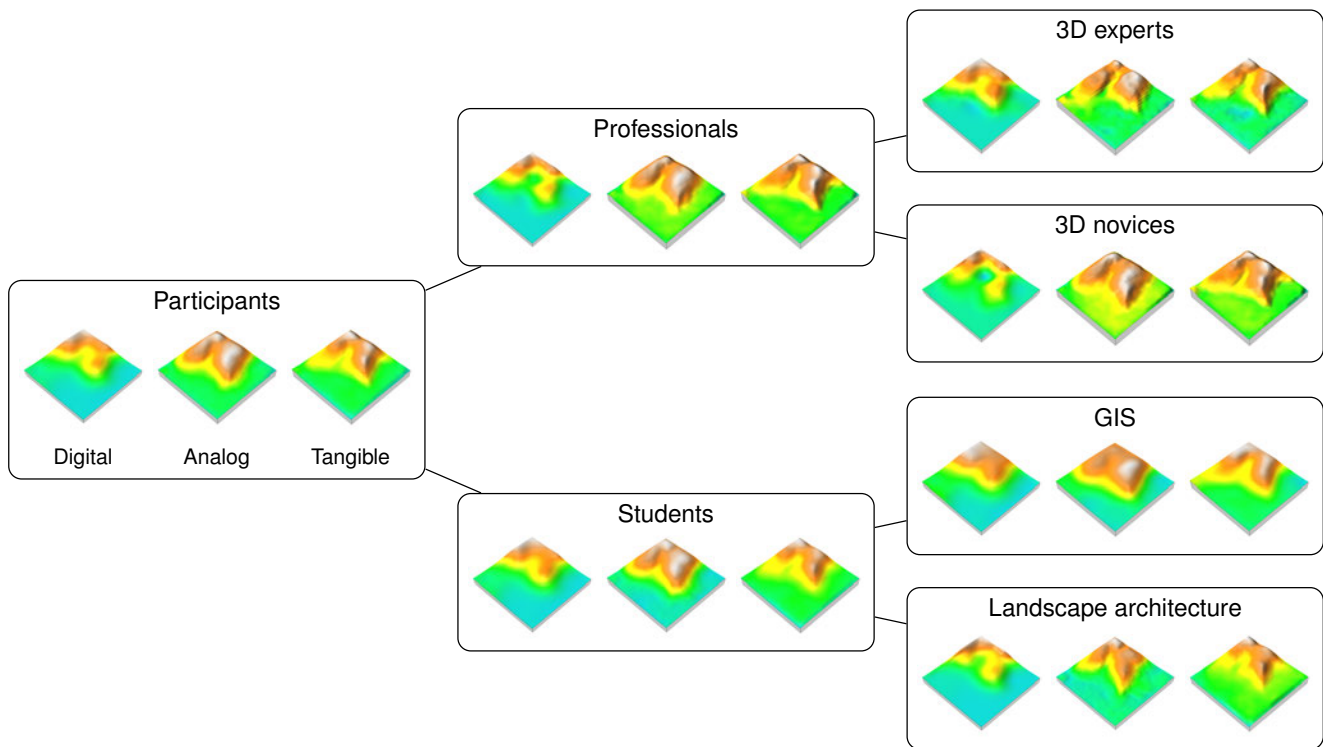 3D experts
Professionals
3D novices
Participants
Digital
Analog
Tangible
GIS
Students
Landscape architecture